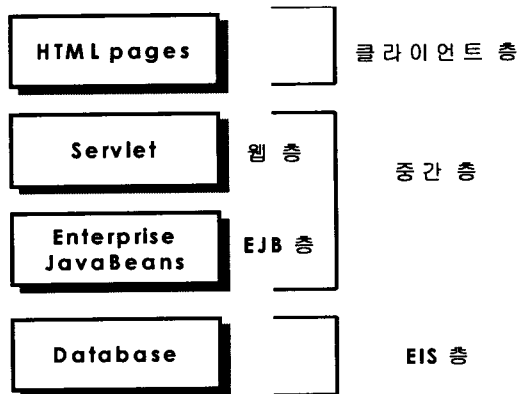 HTML pages
클라이언트 층
Servlet
웹 층
중간 층
Enterprise
JavaBeans
EJB 층
Database
EIS 층